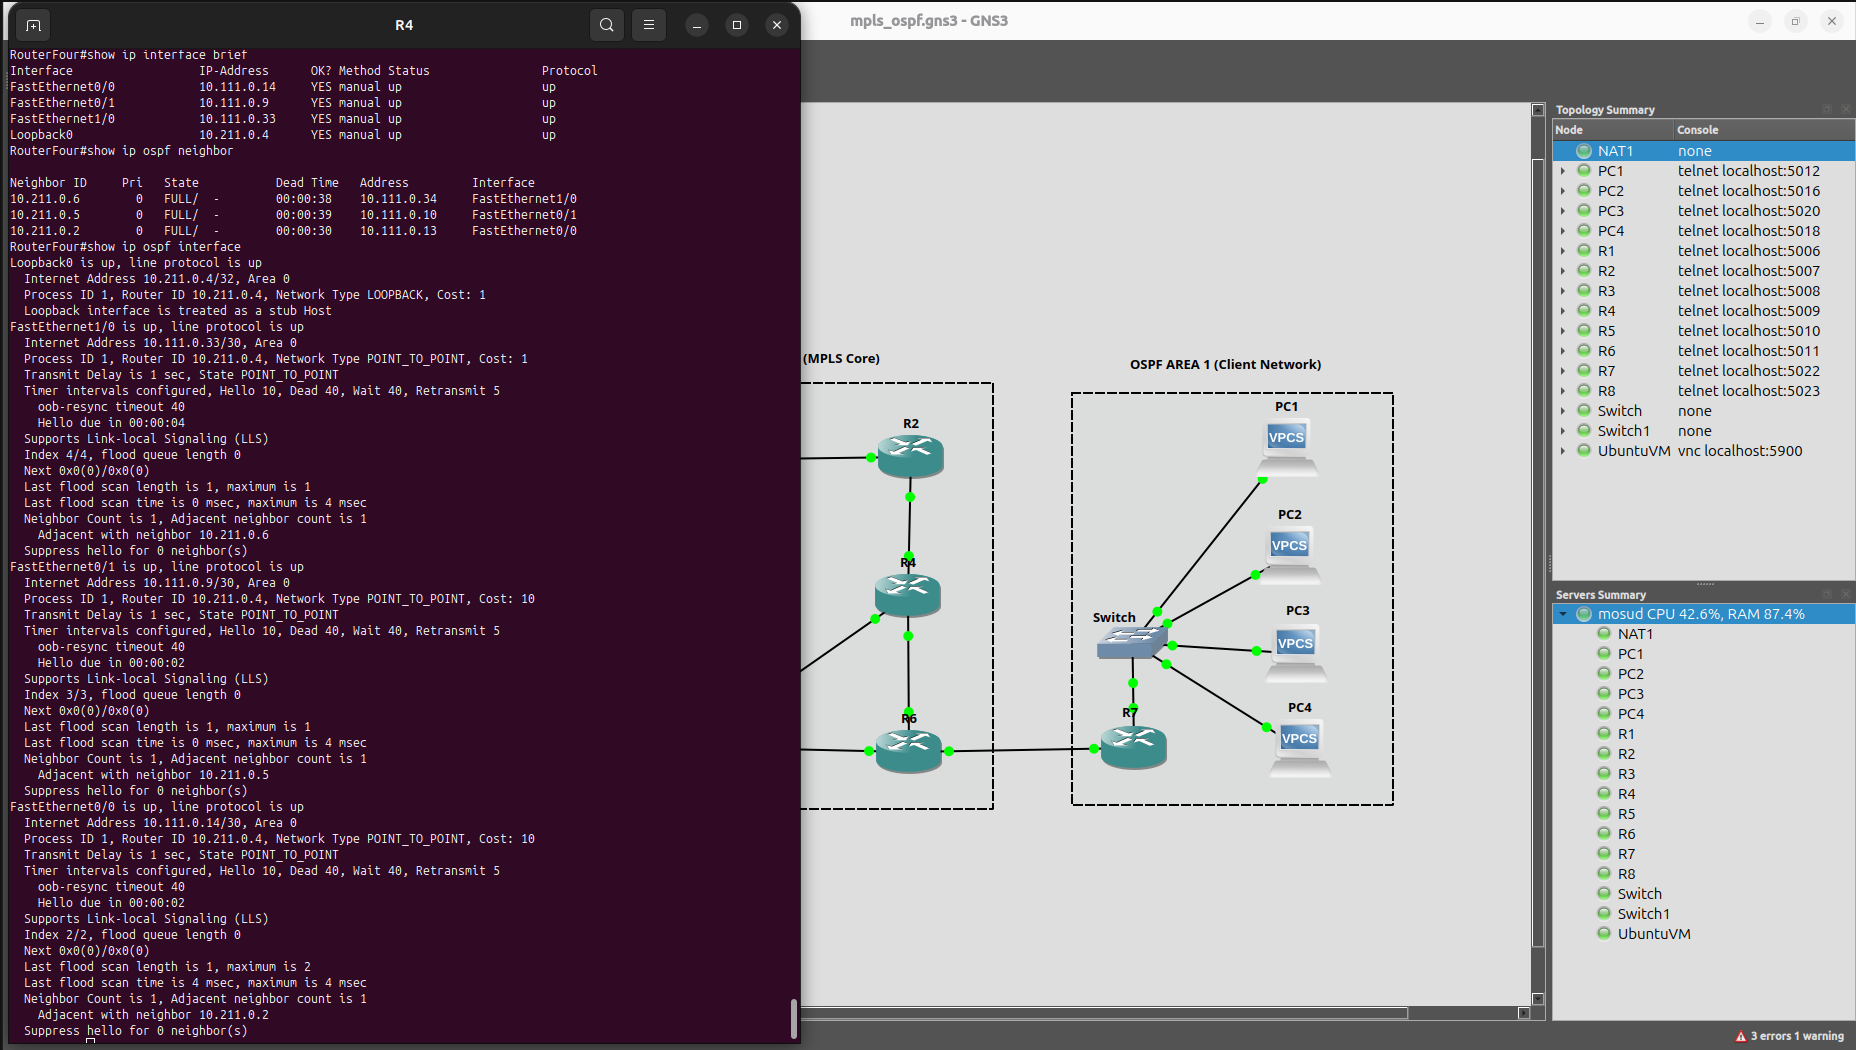 R4
RouterFour#show ip interface brief
Interface                  IP-Address      OK? Method Status                Protocol
FastEthernet0/0            10.111.0.14     YES manual up                    up
FastEthernet0/1            10.111.0.9      YES manual up                    up
FastEthernet1/0            10.111.0.33     YES manual up                    up
Loopback0                  10.211.0.4      YES manual up                    up
RouterFour#show ip ospf neighbor
Neighbor ID     Pri   State           Dead Time   Address         Interface
10.211.0.6        0   FULL/  -        00:00:38    10.111.0.34     FastEthernet1/0
10.211.0.5        0   FULL/  -        00:00:39    10.111.0.10     FastEthernet0/1
10.211.0.2        0   FULL/  -        00:00:30    10.111.0.13     FastEthernet0/0
RouterFour#show ip ospf interface
Loopback0 is up, line protocol is up
  Internet Address 10.211.0.4/32, Area 0
  Process ID 1, Router ID 10.211.0.4, Network Type LOOPBACK, Cost: 1
  Loopback interface is treated as a stub Host
FastEthernet1/0 is up, line protocol is up
  Internet Address 10.111.0.33/30, Area 0
  Process ID 1, Router ID 10.211.0.4, Network Type POINT_TO_POINT, Cost: 1
  Transmit Delay is 1 sec, State POINT_TO_POINT
  Timer intervals configured, Hello 10, Dead 40, Wait 40, Retransmit 5
    oob-resync timeout 40
    Hello due in 00:00:04
  Supports Link-local Signaling (LLS)
  Index 4/4, flood queue length 0
  Next 0x0(0)/0x0(0)
  Last flood scan length is 1, maximum is 1
  Last flood scan time is 0 msec, maximum is 4 msec
  Neighbor Count is 1, Adjacent neighbor count is 1
    Adjacent with neighbor 10.211.0.6
  Suppress hello for 0 neighbor(s)
FastEthernet0/1 is up, line protocol is up
  Internet Address 10.111.0.9/30, Area 0
  Process ID 1, Router ID 10.211.0.4, Network Type POINT_TO_POINT, Cost: 10
  Transmit Delay is 1 sec, State POINT_TO_POINT
  Timer intervals configured, Hello 10, Dead 40, Wait 40, Retransmit 5
    oob-resync timeout 40
    Hello due in 00:00:02
  Supports Link-local Signaling (LLS)
  Index 3/3, flood queue length 0
  Next 0x0(0)/0x0(0)
  Last flood scan length is 1, maximum is 1
  Last flood scan time is 0 msec, maximum is 4 msec
  Neighbor Count is 1, Adjacent neighbor count is 1
    Adjacent with neighbor 10.211.0.5
  Suppress hello for 0 neighbor(s)
FastEthernet0/0 is up, line protocol is up
  Internet Address 10.111.0.14/30, Area 0
  Process ID 1, Router ID 10.211.0.4, Network Type POINT_TO_POINT, Cost: 10
  Transmit Delay is 1 sec, State POINT_TO_POINT
  Timer intervals configured, Hello 10, Dead 40, Wait 40, Retransmit 5
    oob-resync timeout 40
    Hello due in 00:00:02
  Supports Link-local Signaling (LLS)
  Index 2/2, flood queue length 0
  Next 0x0(0)/0x0(0)
  Last flood scan length is 1, maximum is 2
  Last flood scan time is 4 msec, maximum is 4 msec
  Neighbor Count is 1, Adjacent neighbor count is 1
    Adjacent with neighbor 10.211.0.2
  Suppress hello for 0 neighbor(s)
mpls_ospf.gns3 - GNS3
(MPLS Core)
R2
R4
R6
OSPF AREA 1 (Client Network)
PC1
VPCS
PC2
VPCS
PC3
VPCS
PC4
VPCS
Switch
R7
Topology Summary
Node Console
NAT1 none
PC1 telnet localhost:5012
PC2 telnet localhost:5016
PC3 telnet localhost:5020
PC4 telnet localhost:5018
R1 telnet localhost:5006
R2 telnet localhost:5007
R3 telnet localhost:5008
R4 telnet localhost:5009
R5 telnet localhost:5010
R6 telnet localhost:5011
R7 telnet localhost:5022
R8 telnet localhost:5023
Switch none
Switch1 none
UbuntuVM vnc localhost:5900
Servers Summary
mosud CPU 42.6%, RAM 87.4%
NAT1
PC1
PC2
PC3
PC4
R1
R2
R3
R4
R5
R6
R7
R8
Switch
Switch1
UbuntuVM
3 errors 1 warning